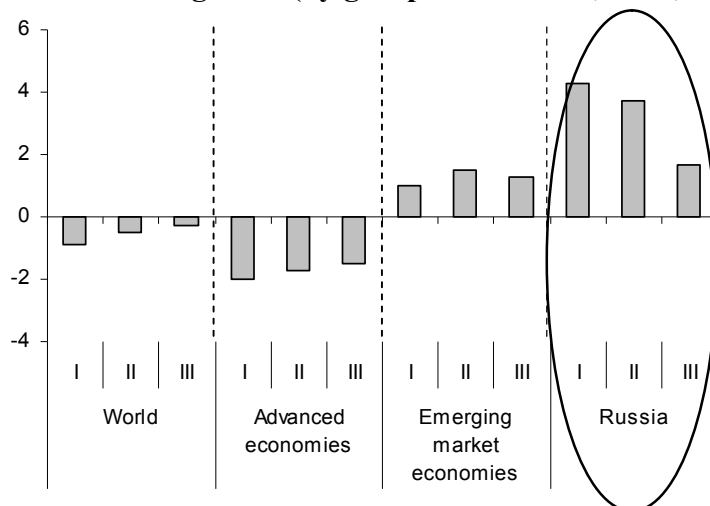 6
4
2
0
-2
-4
I II III I II III I II III I II III
World
Advanced
economies
Emerging
market
economies
Russia